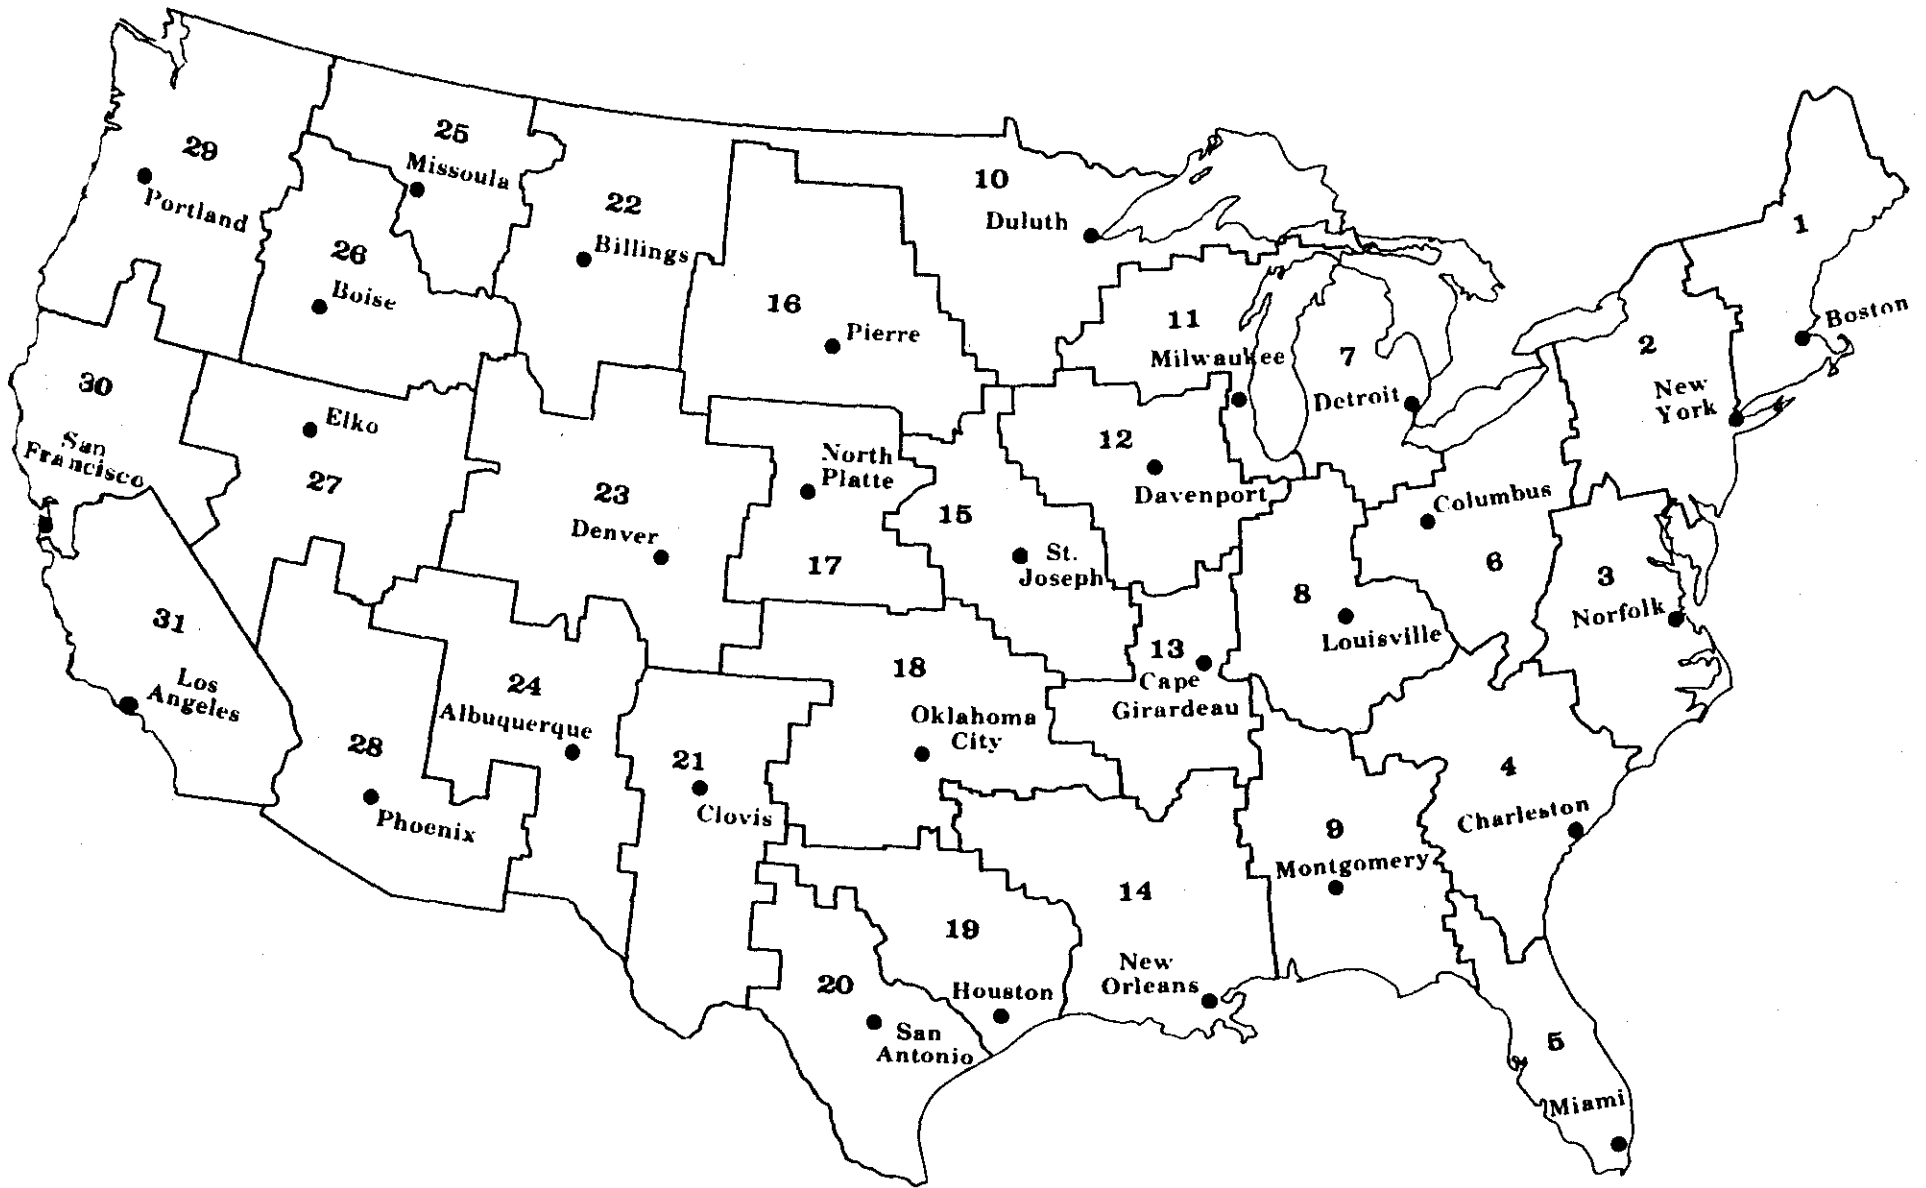 25
29
Missoula
Portland
22
Billings
10
Duluth
1
26
Boise
16
Pierre
11
Milwaukee
7
Detroit
Boston
2
New
York
30
San
Francisco
Elko
27
23
Denver
North
Platte
17
15
St.
Joseph
12
Davenport
Columbus
6
3
Norfolk
8
Louisville
31
Los
Angeles
24
Albuquerque
18
Oklahoma
City
13
Cape
Girardeau
28
Phoenix
21
Clovis
4
Charleston
9
Montgomery
14
New
Orleans
19
Houston
20
San
Antonio
5
Miami